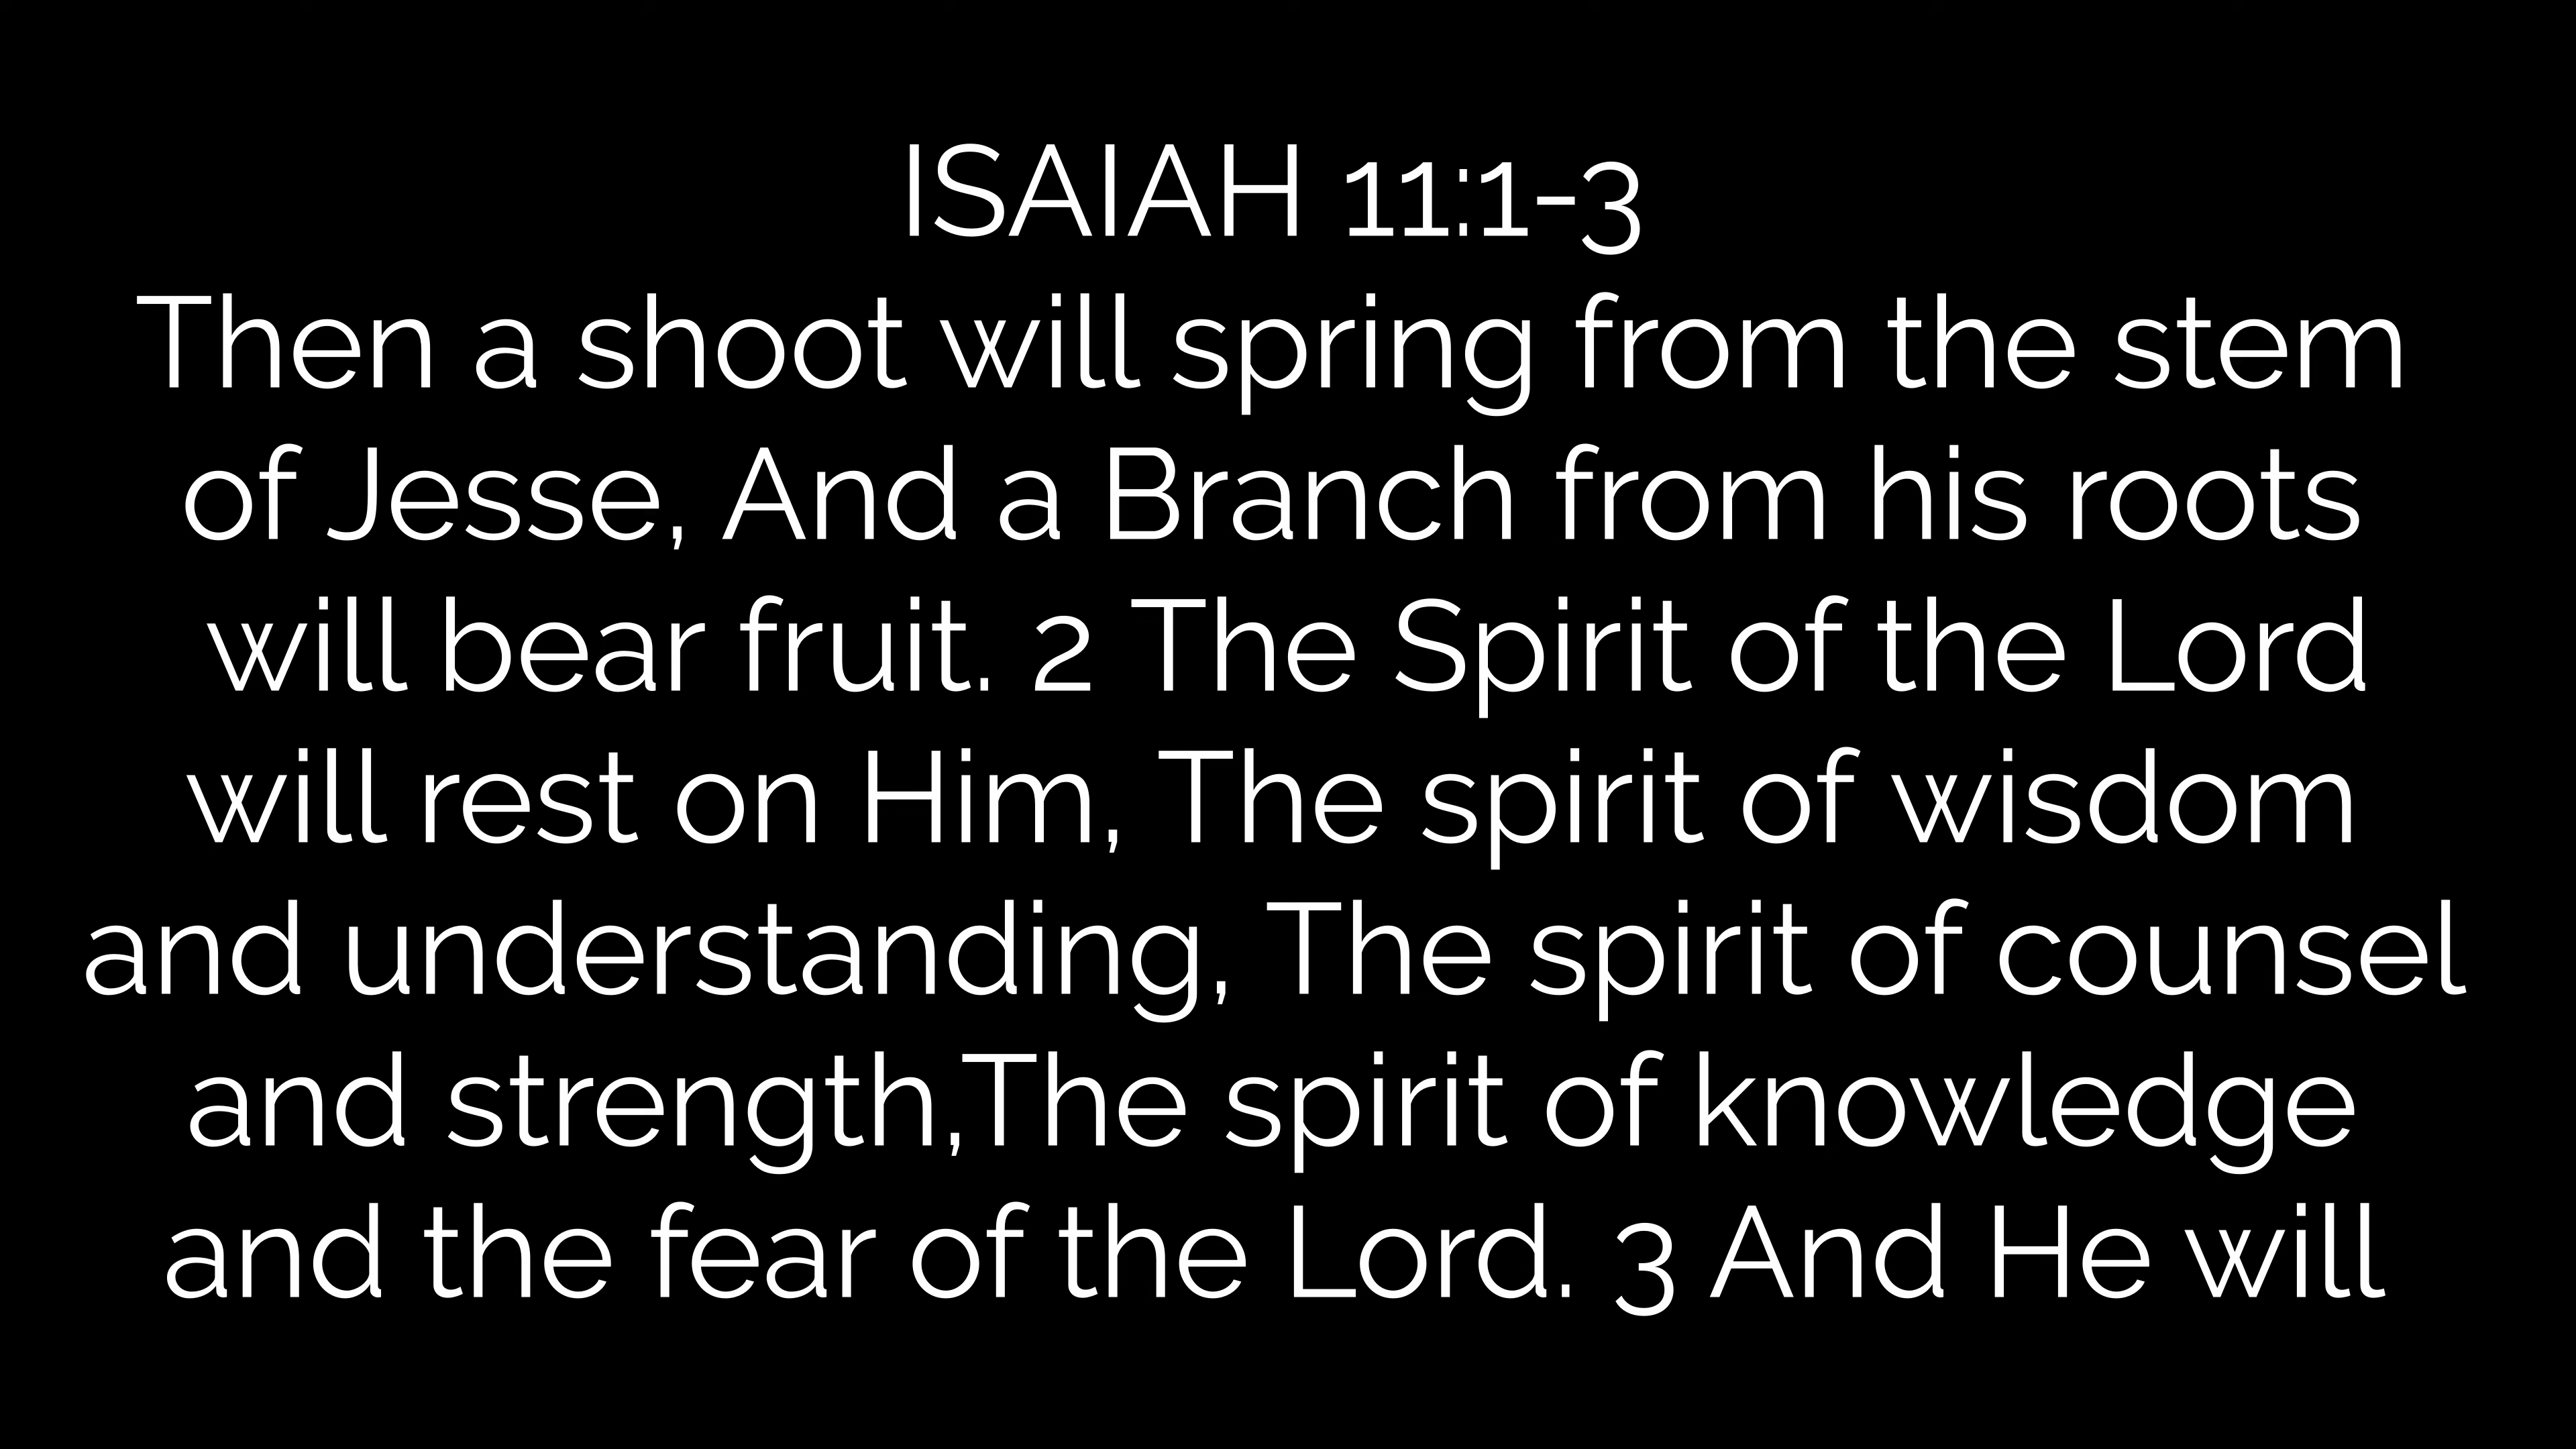 ISAIAH 11:1-3
Then a shoot will spring from the stem
of Jesse, And a Branch from his roots
will bear fruit. 2 The Spirit of the Lord
will rest on Him, The spirit of wisdom
and understanding, The spirit of counsel
and strength,The spirit of knowledge
and the fear of the Lord. 3 And He will